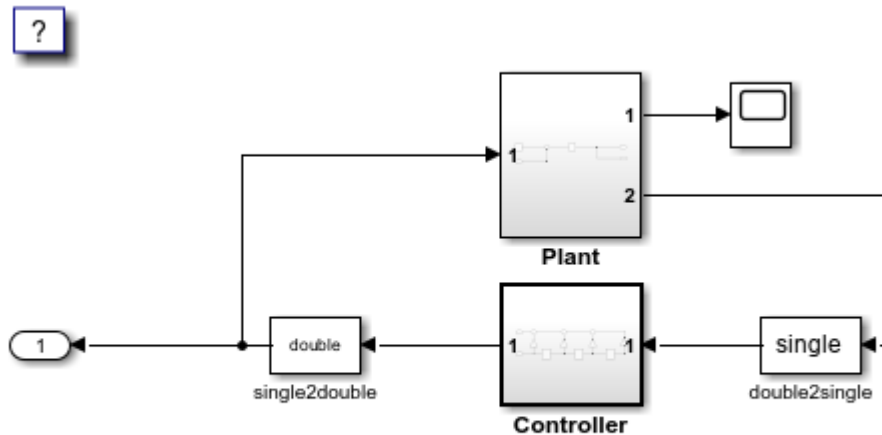 ?
1
1
2
Plant
1
double
single2double
1
1
Controller
single
double2single